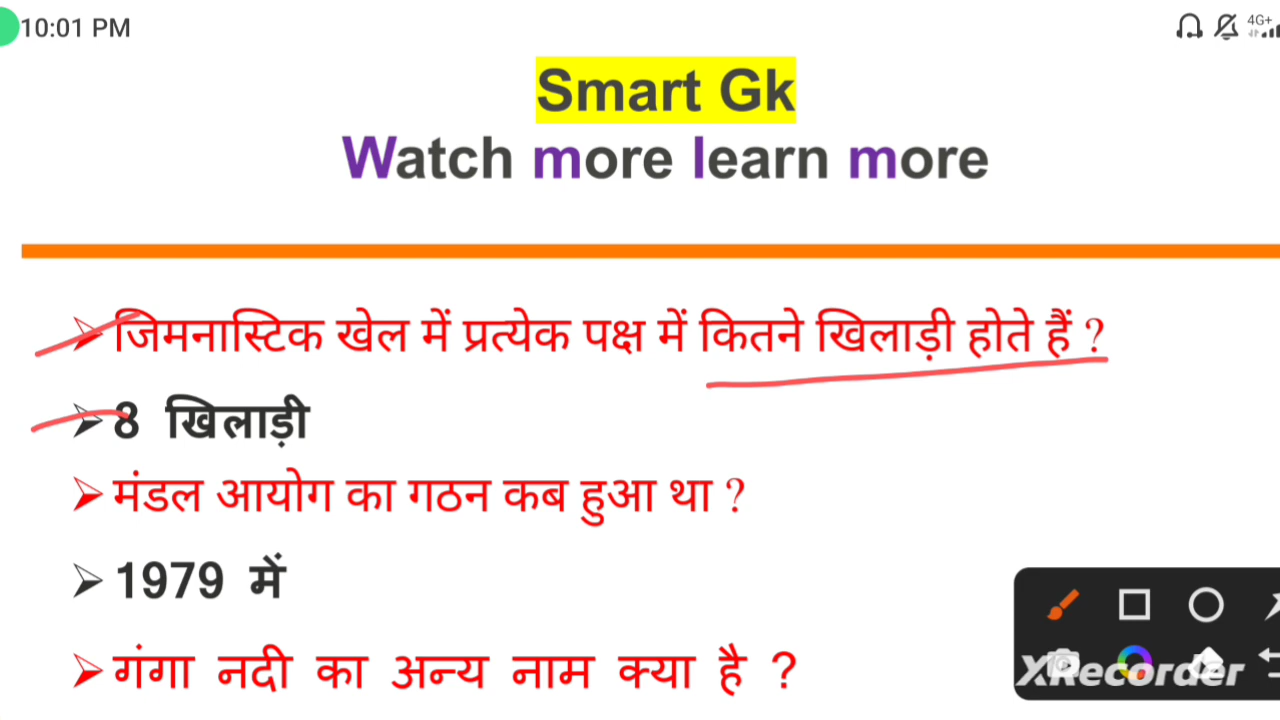 10:01 PM
4G+
Smart Gk
Watch more learn more
➢ जिमनास्टिक खेल में प्रत्येक पक्ष में कितने खिलाड़ी होते हैं ?
➢ 8 खिलाड़ी
➢ मंडल आयोग का गठन कब हुआ था ?
➢ 1979 में
➢ गंगा नदी का अन्य नाम क्या है ?
XRecorder